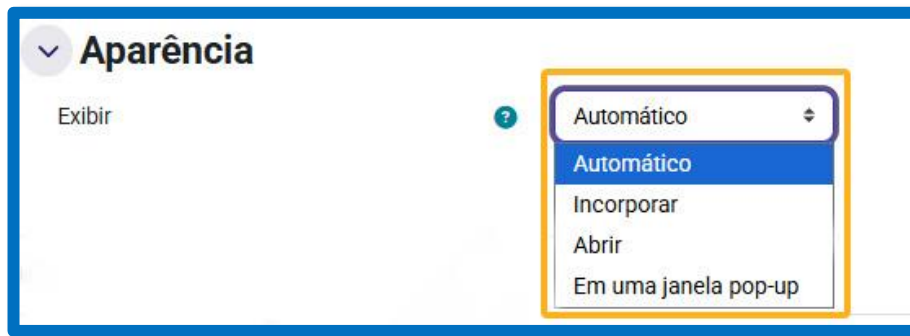 Aparência
Exibir
?
Automático
Automático
Incorporar
Abrir
Em uma janela pop-up